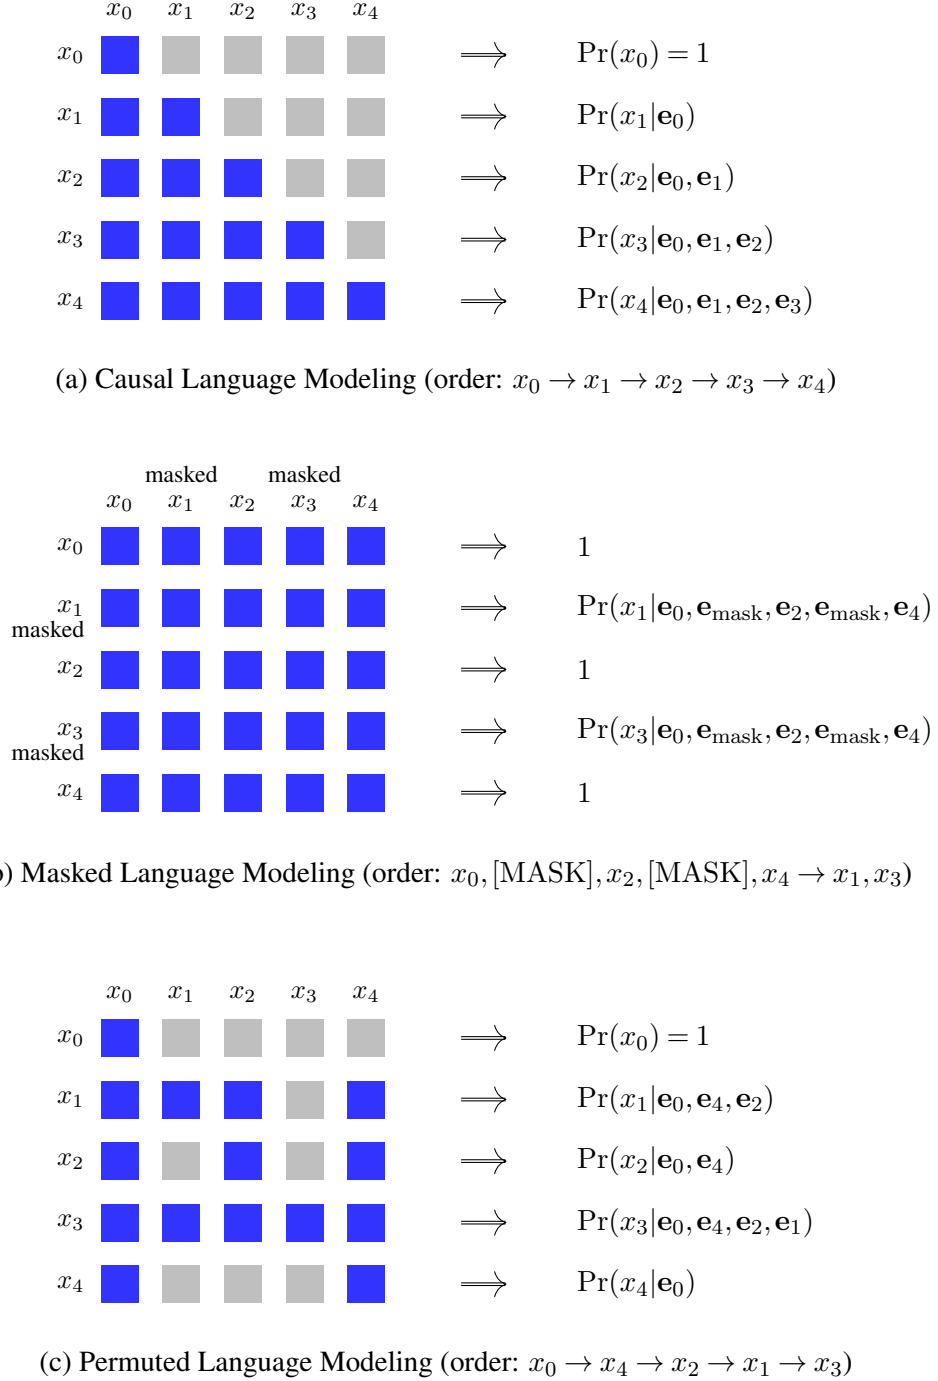 x₀ x₁ x₂ x₃ x₄
x₀ ⟹ Pr(x₀) = 1
x₁ ⟹ Pr(x₁|e₀)
x₂ ⟹ Pr(x₂|e₀, e₁)
x₃ ⟹ Pr(x₃|e₀, e₁, e₂)
x₄ ⟹ Pr(x₄|e₀, e₁, e₂, e₃)
(a) Causal Language Modeling (order: x₀ → x₁ → x₂ → x₃ → x₄)
masked masked
x₀ x₁ x₂ x₃ x₄
x₀ ⟹ 1
x₁ ⟹ Pr(x₁|e₀, e_mask, e₂, e_mask, e₄)
masked
x₂ ⟹ 1
x₃ ⟹ Pr(x₃|e₀, e_mask, e₂, e_mask, e₄)
masked
x₄ ⟹ 1
) Masked Language Modeling (order: x₀, [MASK], x₂, [MASK], x₄ → x₁, x₃)
x₀ x₁ x₂ x₃ x₄
x₀ ⟹ Pr(x₀) = 1
x₁ ⟹ Pr(x₁|e₀, e₄, e₂)
x₂ ⟹ Pr(x₂|e₀, e₄)
x₃ ⟹ Pr(x₃|e₀, e₄, e₂, e₁)
x₄ ⟹ Pr(x₄|e₀)
(c) Permuted Language Modeling (order: x₀ → x₄ → x₂ → x₁ → x₃)